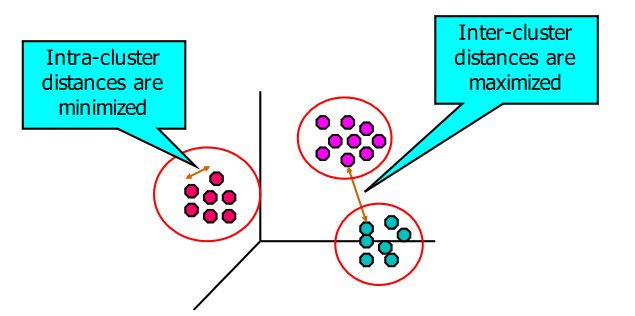 Intra-cluster
distances are
minimized
Inter-cluster
distances are
maximized